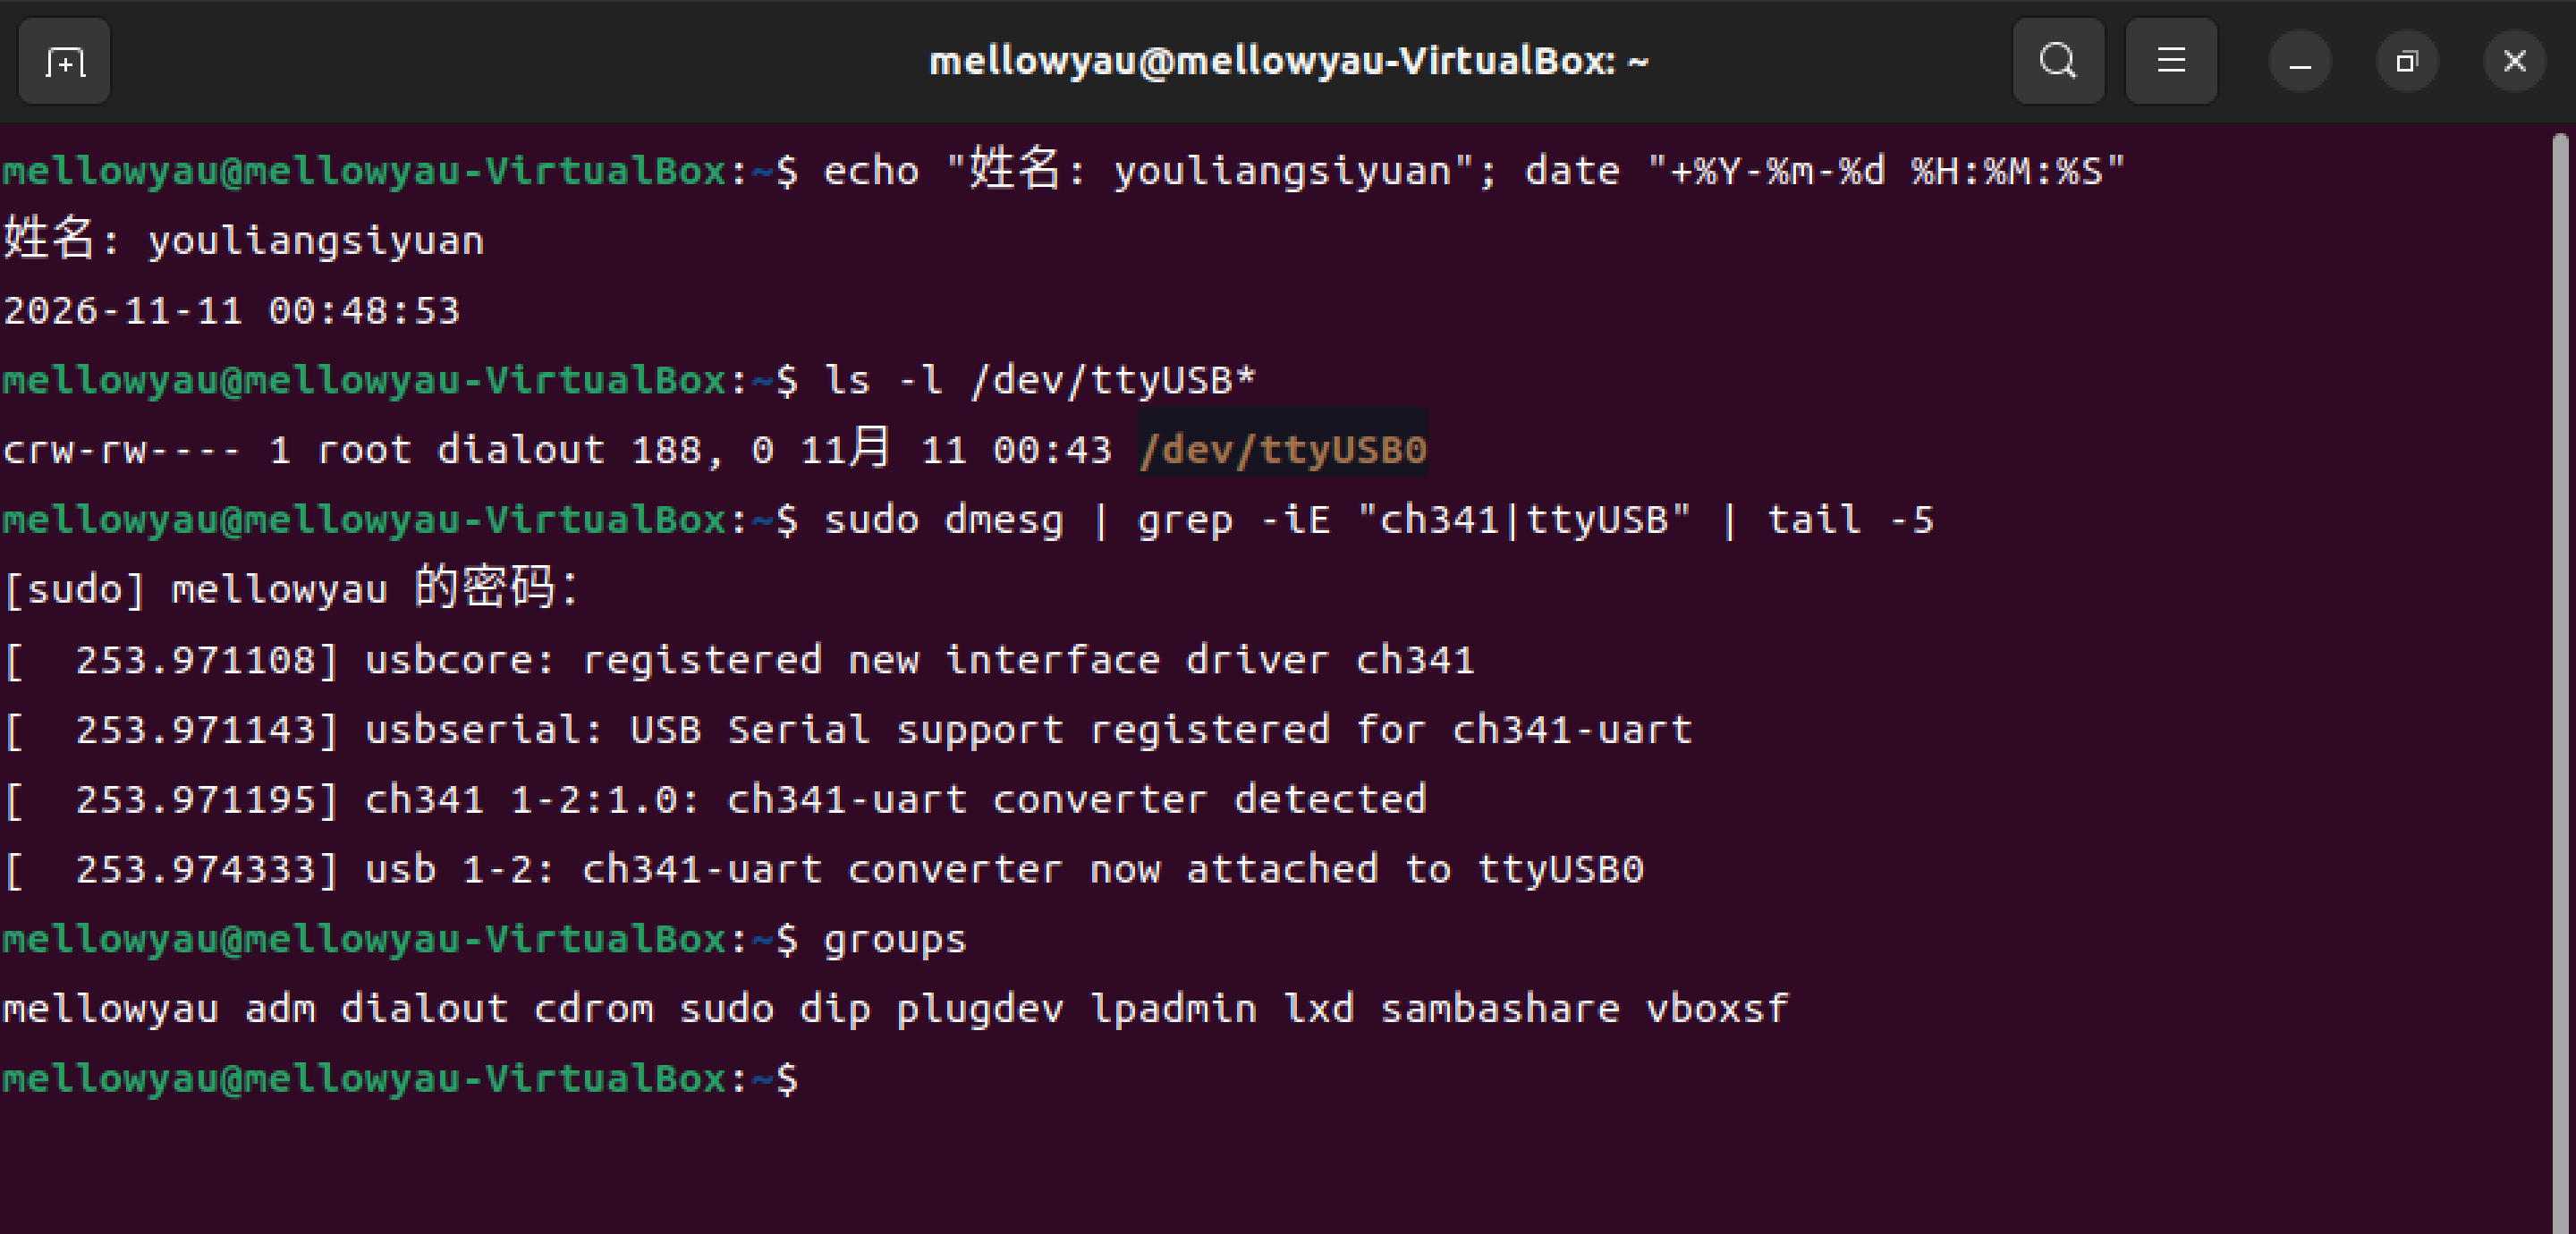 mellowyau@mellowyau-VirtualBox: ~
mellowyau@mellowyau-VirtualBox:~$ echo "姓名: youliangsiyuan"; date "+%Y-%m-%d %H:%M:%S"
姓名: youliangsiyuan
2026-11-11 00:48:53
mellowyau@mellowyau-VirtualBox:~$ ls -l /dev/ttyUSB*
crw-rw---- 1 root dialout 188, 0 11月 11 00:43 /dev/ttyUSB0
mellowyau@mellowyau-VirtualBox:~$ sudo dmesg | grep -iE "ch341|ttyUSB" | tail -5
[sudo] mellowyau 的密码：
[  253.971108] usbcore: registered new interface driver ch341
[  253.971143] usbserial: USB Serial support registered for ch341-uart
[  253.971195] ch341 1-2:1.0: ch341-uart converter detected
[  253.974333] usb 1-2: ch341-uart converter now attached to ttyUSB0
mellowyau@mellowyau-VirtualBox:~$ groups
mellowyau adm dialout cdrom sudo dip plugdev lpadmin lxd sambashare vboxsf
mellowyau@mellowyau-VirtualBox:~$